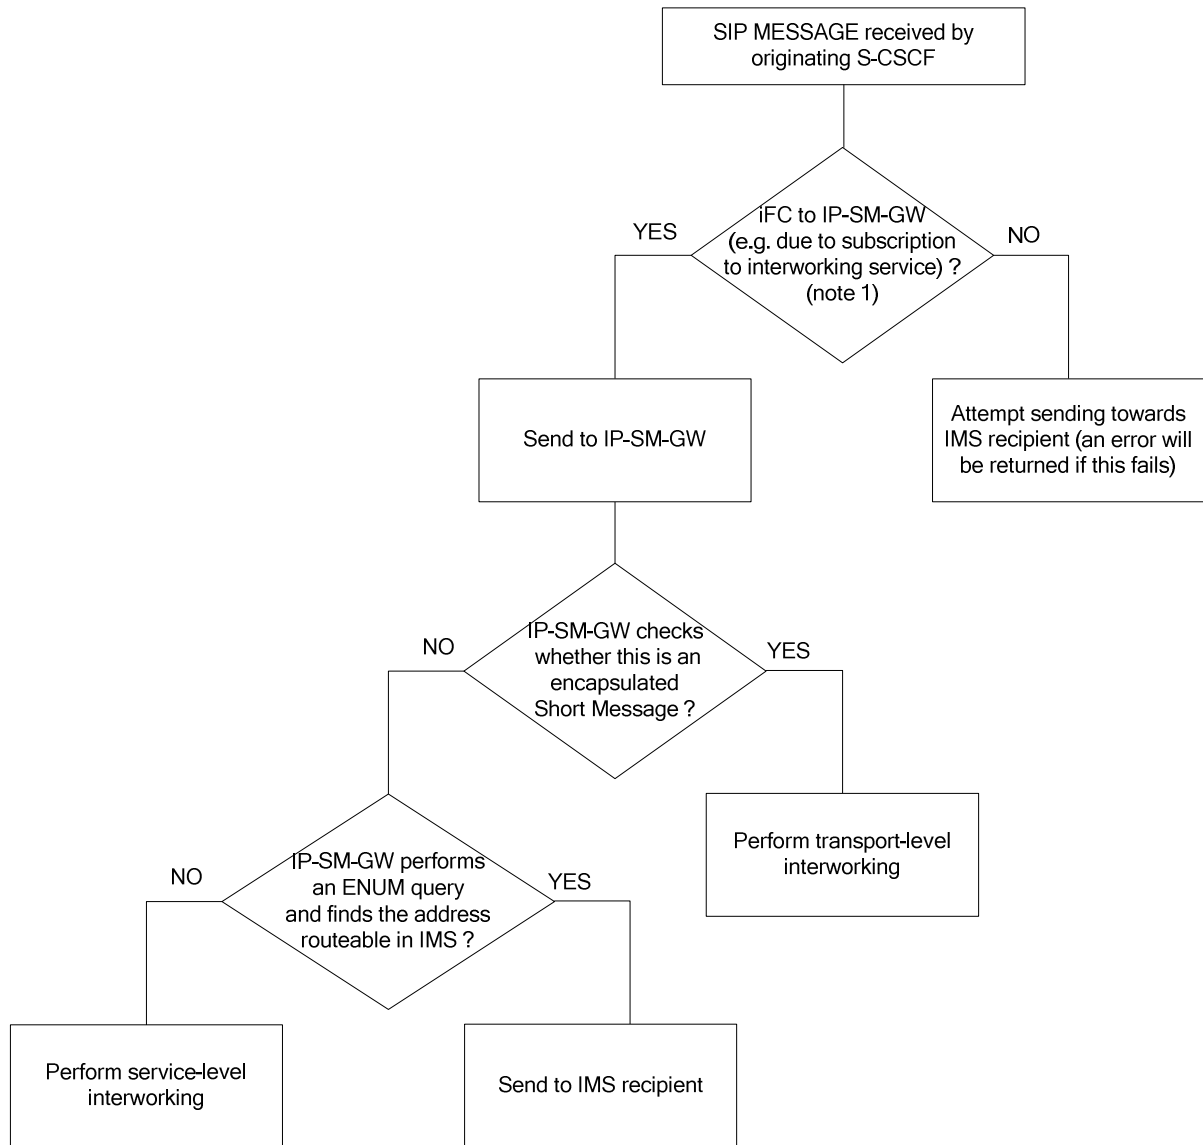 SIP MESSAGE received by
originating S-CSCF
iFC to IP-SM-GW
(e.g. due to subscription
to interworking service) ?
(note 1)
YES
NO
Send to IP-SM-GW
Attempt sending towards
IMS recipient (an error will
be returned if this fails)
IP-SM-GW checks
whether this is an
encapsulated
Short Message ?
NO
YES
Perform transport-level
interworking
IP-SM-GW performs
an ENUM query
and finds the address
routeable in IMS ?
NO
YES
Perform service-level
interworking
Send to IMS recipient